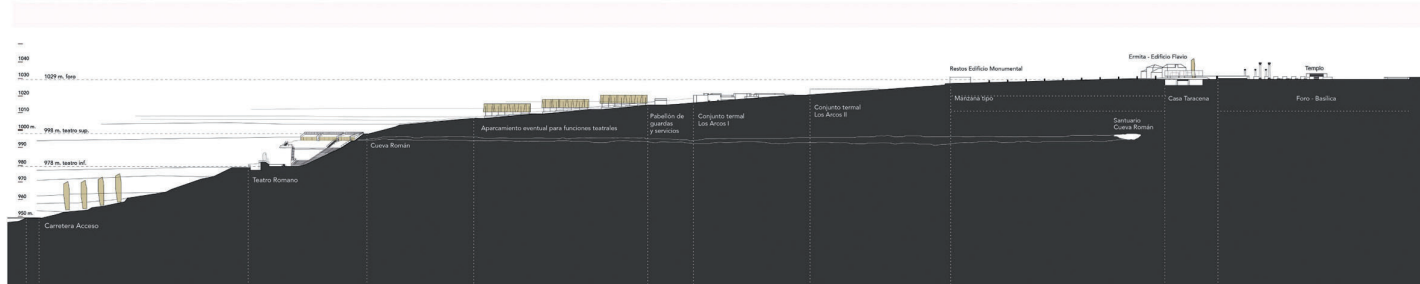 1040
1030
1029 m. foro
1020
1010
1000 m.
998 m. teatro sup.
990
980
978 m. teatro inf.
970
960
950 m.
Carretera Acceso
Teatro Romano
Cueva Román
Aparcamiento eventual para funciones teatrales
Pabellón de
guardas
y servicios
Conjunto termal
Los Arcos I
Conjunto termal
Los Arcos II
Restos Edificio Monumental
Manzana tipo
Santuario
Cueva Román
Ermita - Edificio Flavio
Casa Taracena
Templo
Foro - Basílica